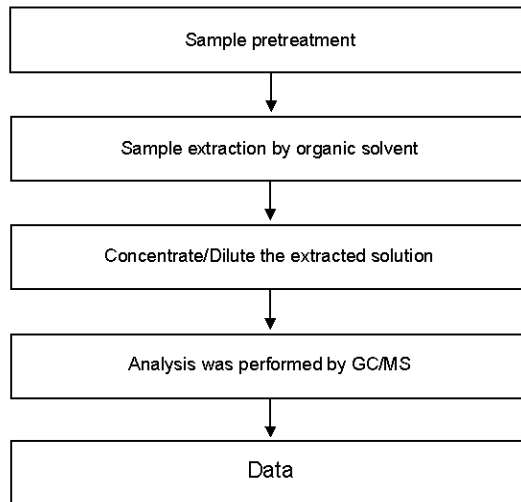 Sample pretreatment
Sample extraction by organic solvent
Concentrate/Dilute the extracted solution
Analysis was performed by GC/MS
Data